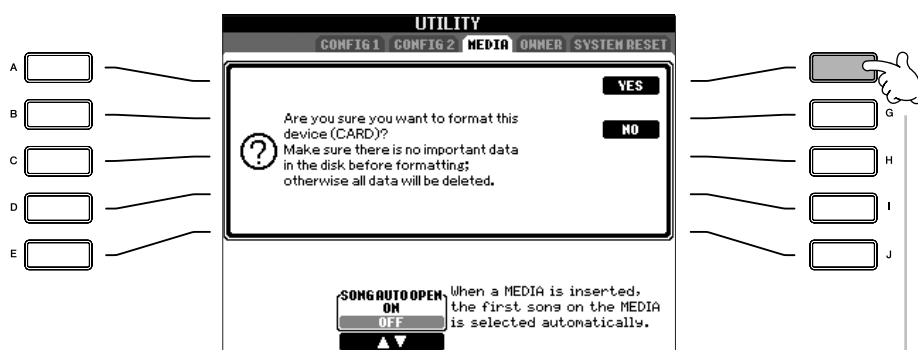 UTILITY
CONFIG 1 CONFIG 2 MEDIA OWNER SYSTEM RESET
A
B
C
D
E
YES
NO
Are you sure you want to format this
device (CARD)?
Make sure there is no important data
in the disk before formatting;
otherwise all data will be deleted.
?
G
H
I
J
SONG AUTO OPEN
ON
OFF
When a MEDIA is inserted,
the first song on the MEDIA
is selected automatically.